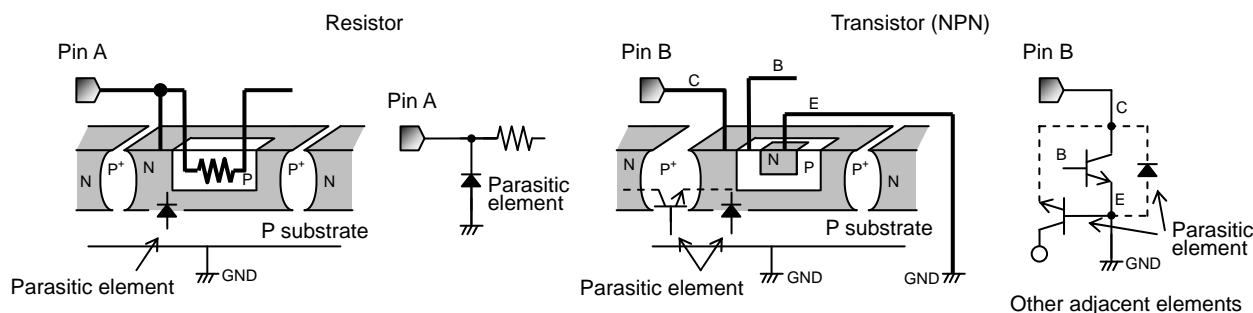 Resistor
Transistor (NPN)
Pin A
Pin B
Pin B
C
B
E
Pin A
C
B
E
N
P+
N
P
P+
N
N
P+
N
P
P+
N
Parasitic
element
P substrate
P substrate
Parasitic
element
GND
Parasitic element
GND
Parasitic element
GND
GND
Other adjacent elements